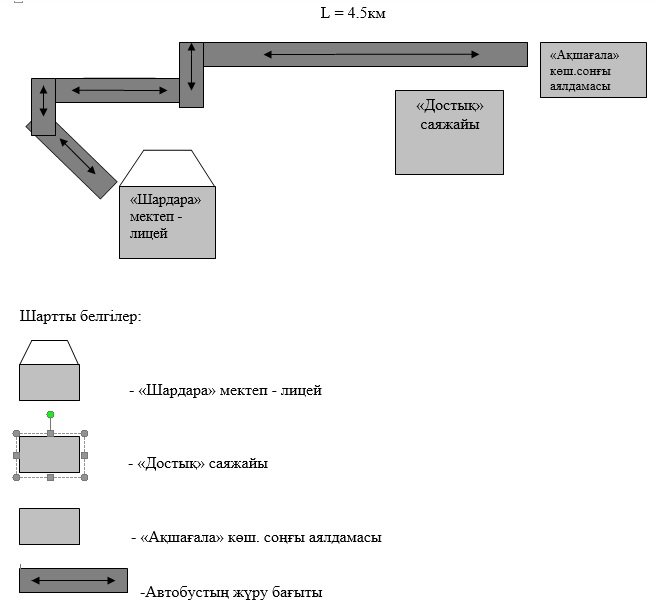 L = 4.5км
«Ақшағала»
көш.соңғы
аялдамасы
«Достық»
саяжайы
«Шардара»
мектеп -
лицей
Шартты белгілер:
- «Шардара» мектеп - лицей
- «Достық» саяжайы
- «Ақшағала» көш. соңғы аялдамасы
-Автобустың жүру бағыты